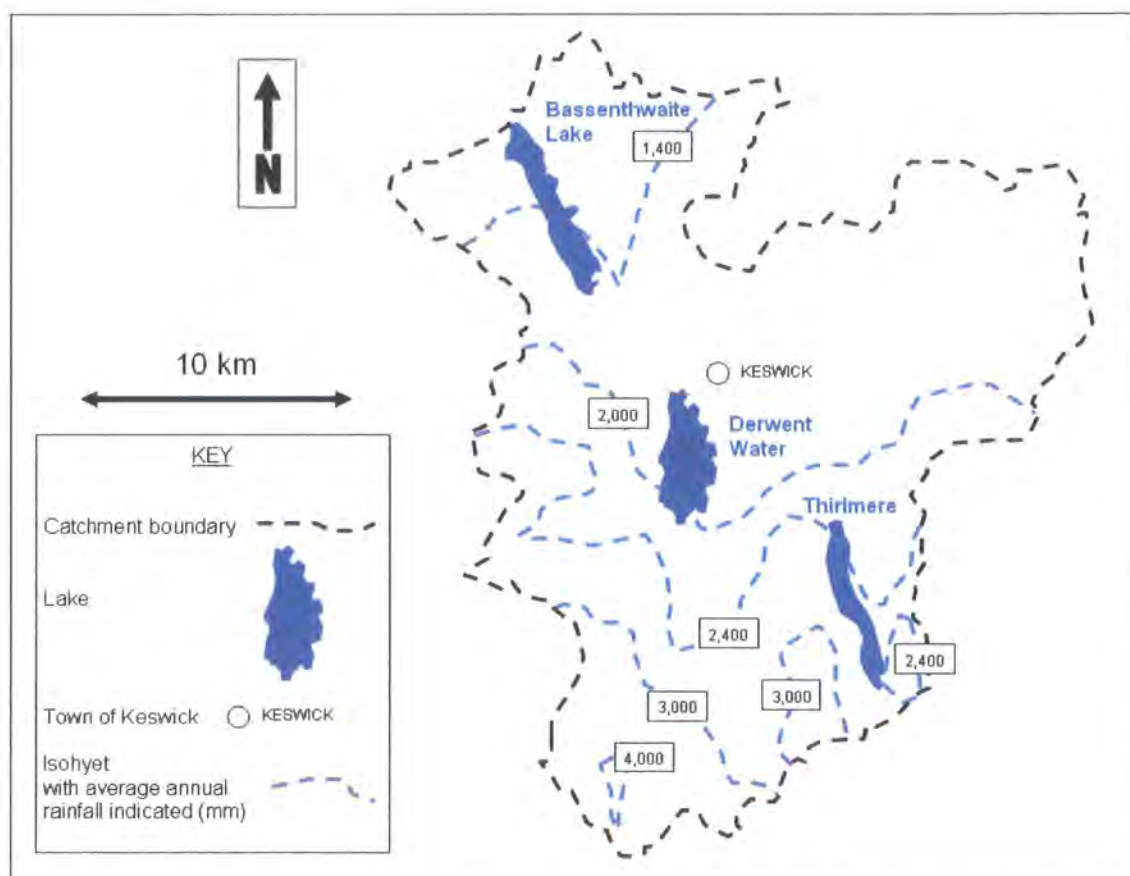 N
Bassenthwaite
Lake
1,400
10 km
KESWICK
2,000
Derwent
Water
Thirlmere
2,400
2,400
3,000
3,000
4,000
KEY
Catchment boundary
Lake
Town of Keswick
KESWICK
Isohyet
with average annual
rainfall indicated (mm)